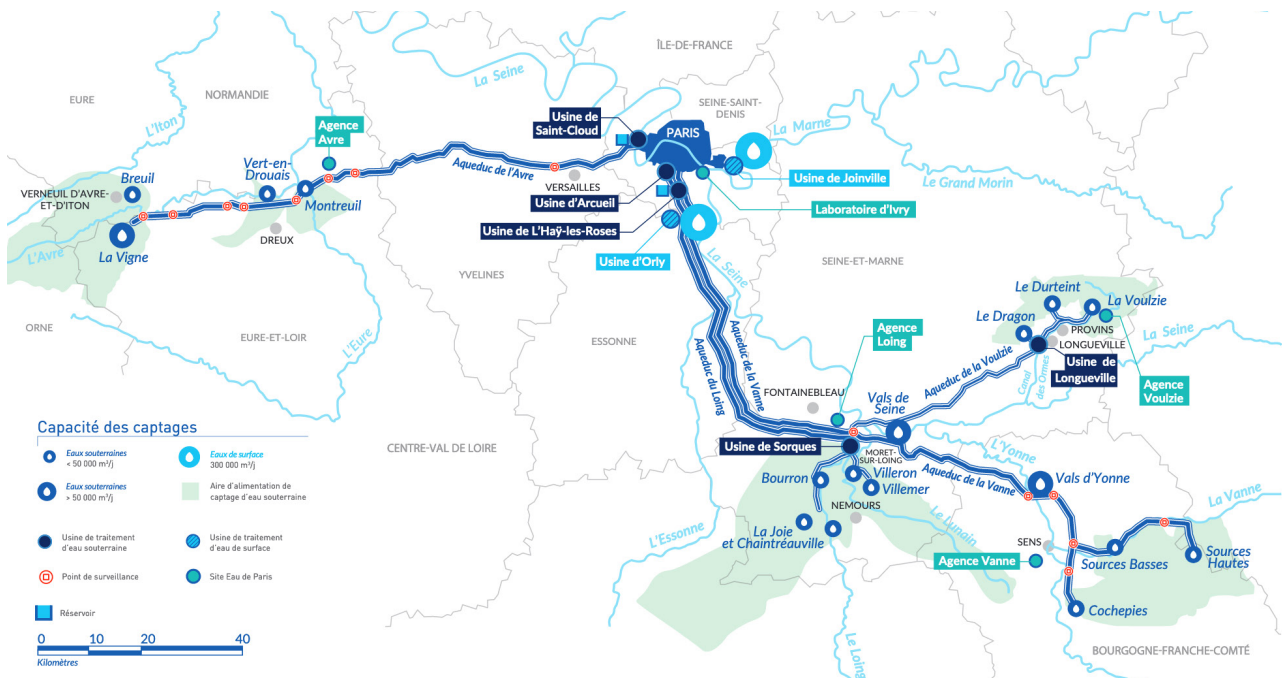 ÎLE-DE-FRANCE
La Seine
EURE
NORMANDIE
SEINE-SAINT-
DENIS
L'Iton
Agence
Avre
Usine de
Saint-Cloud
PARIS
La Marne
Vert-en-
Drouais
Aqueduc de l'Avre
Breuil
VERNEUIL D'AVRE-
ET-D'ITON
VERSAILLES
Usine de Joinville
Le Grand Morin
Montreuil
Usine d'Arcueil
Laboratoire d'Ivry
Usine de L'Haÿ-les-Roses
DREUX
L'Avre
La Vigne
Usine d'Orly
La Seine
SEINE-ET-MARNE
YVELINES
Le Durteint
La Voulzie
Le Dragon
PROVINS
LONGUEVILLE
La Seine
ORNE
EURE-ET-LOIR
L'Eure
ESSONNE
Agence
Loing
Aqueduc de la Vanne
Aqueduc du Loing
Aqueduc de la Voulzie
Usine de
Longueville
Canal
des Ormes
Agence
Voulzie
FONTAINEBLEAU
Vals de
Seine
CENTRE-VAL DE LOIRE
Usine de Sorques
MORET-
SUR-LOING
L'Yonne
Villeron
Villemer
Bourron
Aqueduc de la Vanne
Vals d'Yonne
La Vanne
NEMOURS
La Joie
et Chaintréauville
Le Lunain
L'Essonne
SENS
Agence Vanne
Sources Basses
Sources
Hautes
Cochepies
Le Loing
BOURGOGNE-FRANCHE-COMTÉ
Capacité des captages
Eaux souterraines
< 50 000 m³/j
Eaux de surface
300 000 m³/j
Eaux souterraines
> 50 000 m³/j
Aire d'alimentation de
captage d'eau souterraine
Usine de traitement
d'eau souterraine
Usine de traitement
d'eau de surface
Point de surveillance
Site Eau de Paris
Réservoir
0 10 20 40
Kilomètres